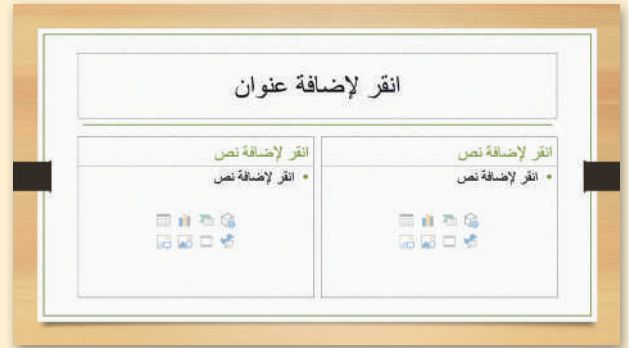 انقر لإضافة عنوان
انقر لإضافة نص
• انقر لإضافة نص
انقر لإضافة نص
• انقر لإضافة نص